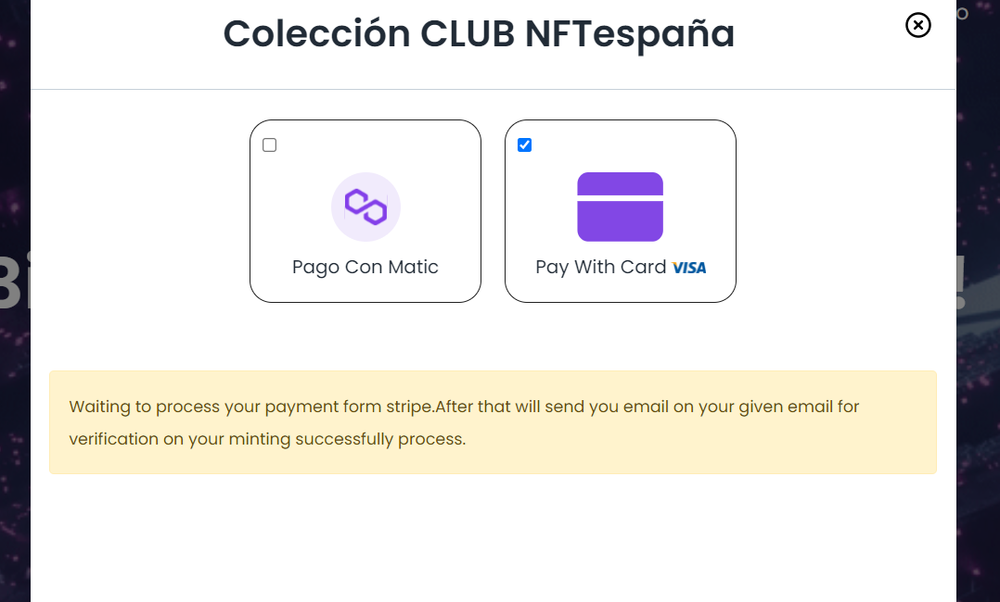 Colección CLUB NFTespaña
Pago Con Matic
Pay With Card VISA
Waiting to process your payment form stripe.After that will send you email on your given email for
verification on your minting successfully process.